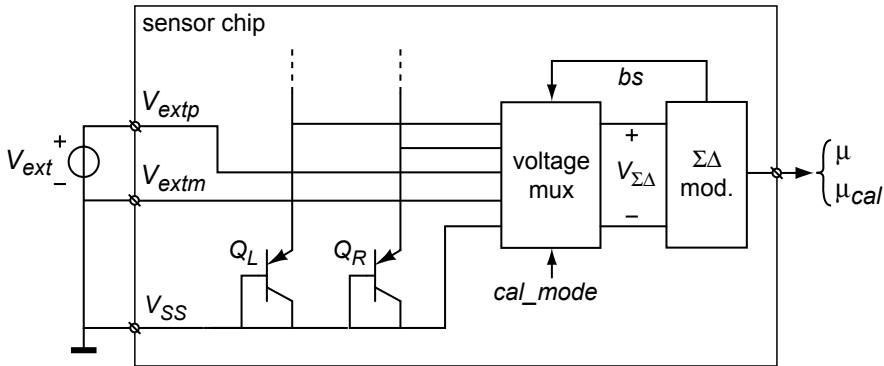 sensor chip
bs
V_extp
+
V_ext
−
V_extm
voltage
mux
+
V_ΣΔ
−
ΣΔ
mod.
μ
μ_cal
Q_L
Q_R
cal_mode
V_SS